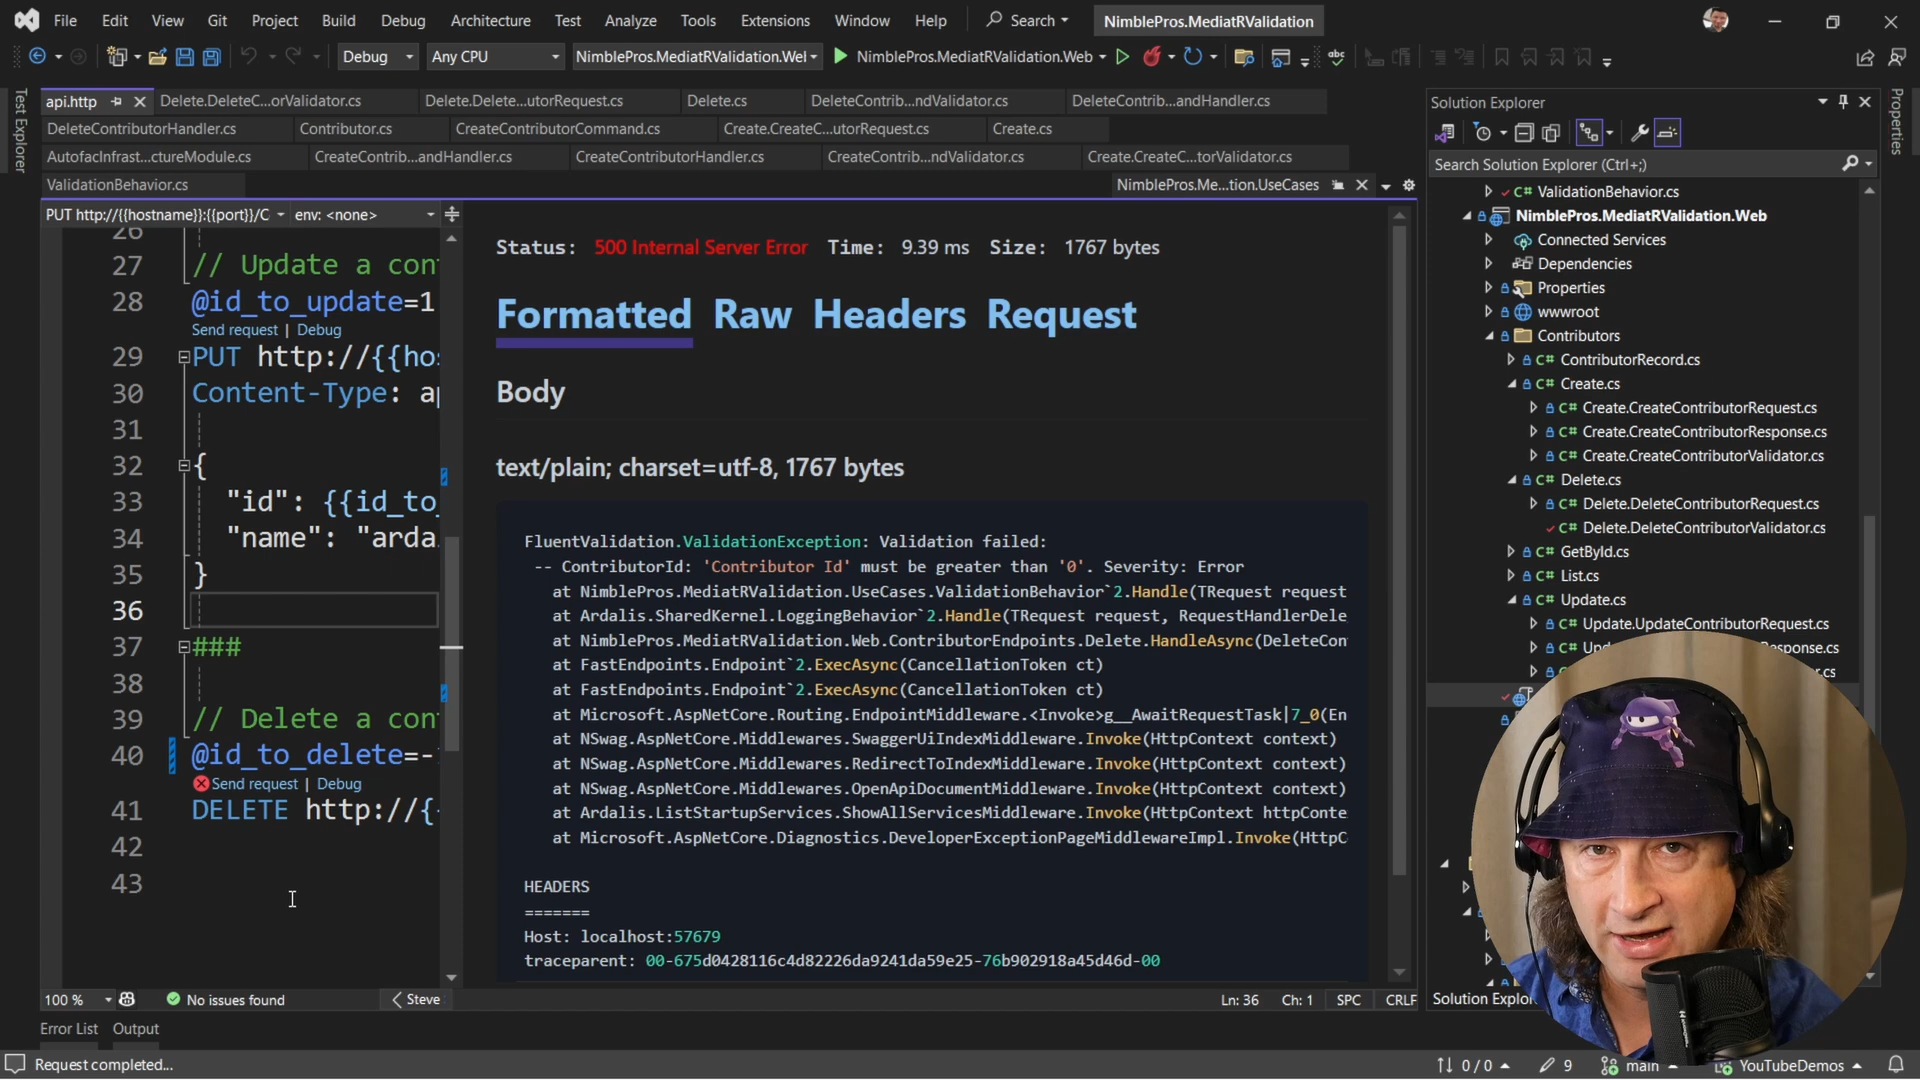 File Edit View Git Project Build Debug Architecture Test Analyze Tools Extensions Window Help Search NimblePros.MediatRValidation
Debug Any CPU NimblePros.MediatRValidation.Wel NimblePros.MediatRValidation.Web
Test Explorer
api.http Delete.DeleteC...orValidator.cs Delete.Delete...utorRequest.cs Delete.cs DeleteContrib...ndValidator.cs DeleteContrib...andHandler.cs
DeleteContributorHandler.cs Contributor.cs CreateContributorCommand.cs Create.CreateC...utorRequest.cs Create.cs
AutofacInfrast...ctureModule.cs CreateContrib...andHandler.cs CreateContributorHandler.cs CreateContrib...ndValidator.cs Create.CreateC...torValidator.cs
ValidationBehavior.cs NimblePros.Me...tion.UseCases
PUT http://{{hostname}}:{{port}}/C env: <none>
26
27 // Update a con
28 @id_to_update=1
Send request | Debug
29 PUT http://{{ho
30 Content-Type: ap
31
32 {
33 "id": {{id_to_
34 "name": "arda
35 }
36
37 ###
38
39 // Delete a con
40 @id_to_delete=-
Send request | Debug
41 DELETE http://{
42
43
Status: 500 Internal Server Error Time: 9.39 ms Size: 1767 bytes
Formatted Raw Headers Request
Body
text/plain; charset=utf-8, 1767 bytes
FluentValidation.ValidationException: Validation failed:
-- ContributorId: 'Contributor Id' must be greater than '0'. Severity: Error
at NimblePros.MediatRValidation.UseCases.ValidationBehavior`2.Handle(TRequest request
at Ardalis.SharedKernel.LoggingBehavior`2.Handle(TRequest request, RequestHandlerDele
at NimblePros.MediatRValidation.Web.ContributorEndpoints.Delete.HandleAsync(DeleteCon
at FastEndpoints.Endpoint`2.ExecAsync(CancellationToken ct)
at FastEndpoints.Endpoint`2.ExecAsync(CancellationToken ct)
at Microsoft.AspNetCore.Routing.EndpointMiddleware.<Invoke>g__AwaitRequestTask|7_0(En
at NSwag.AspNetCore.Middlewares.SwaggerUiIndexMiddleware.Invoke(HttpContext context)
at NSwag.AspNetCore.Middlewares.RedirectToIndexMiddleware.Invoke(HttpContext context)
at NSwag.AspNetCore.Middlewares.OpenApiDocumentMiddleware.Invoke(HttpContext context)
at Ardalis.ListStartupServices.ShowAllServicesMiddleware.Invoke(HttpContext httpConte
at Microsoft.AspNetCore.Diagnostics.DeveloperExceptionPageMiddlewareImpl.Invoke(HttpC
HEADERS
=======
Host: localhost:57679
traceparent: 00-675d0428116c4d82226da9241da59e25-76b902918a45d46d-00
Solution Explorer
Search Solution Explorer (Ctrl+;)
C# ValidationBehavior.cs
NimblePros.MediatRValidation.Web
Connected Services
Dependencies
Properties
wwwroot
Contributors
C# ContributorRecord.cs
C# Create.cs
C# Create.CreateContributorRequest.cs
C# Create.CreateContributorResponse.cs
C# Create.CreateContributorValidator.cs
C# Delete.cs
C# Delete.DeleteContributorRequest.cs
C# Delete.DeleteContributorValidator.cs
C# GetById.cs
C# List.cs
C# Update.cs
C# Update.UpdateContributorRequest.cs
Properties
100 % No issues found Steve Ln: 36 Ch: 1 SPC CRLF Solution Explo
Error List Output
Request completed... 0 / 0 9 main YouTubeDemos